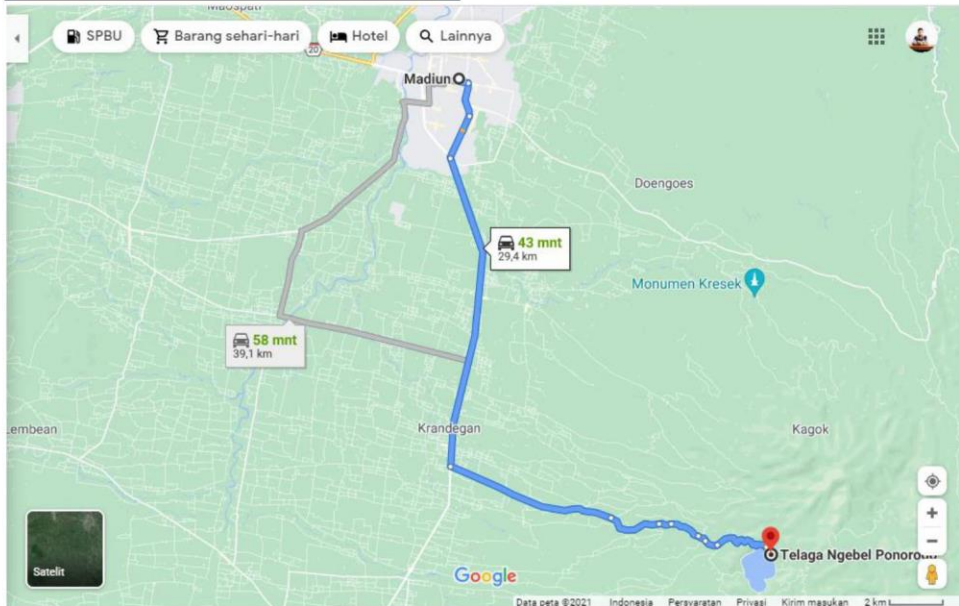 Maospati
SPBU
Barang sehari-hari
Hotel
Lainnya
20
Madiun
Doengoes
43 mnt
29,4 km
Monumen Kresek
58 mnt
39,1 km
Lembean
Krandegan
Kagok
Telaga Ngebel Ponorogo
Satelit
Google
Data peta ©2021 Indonesia Persyaratan Privasi Kirim masukan 2 km